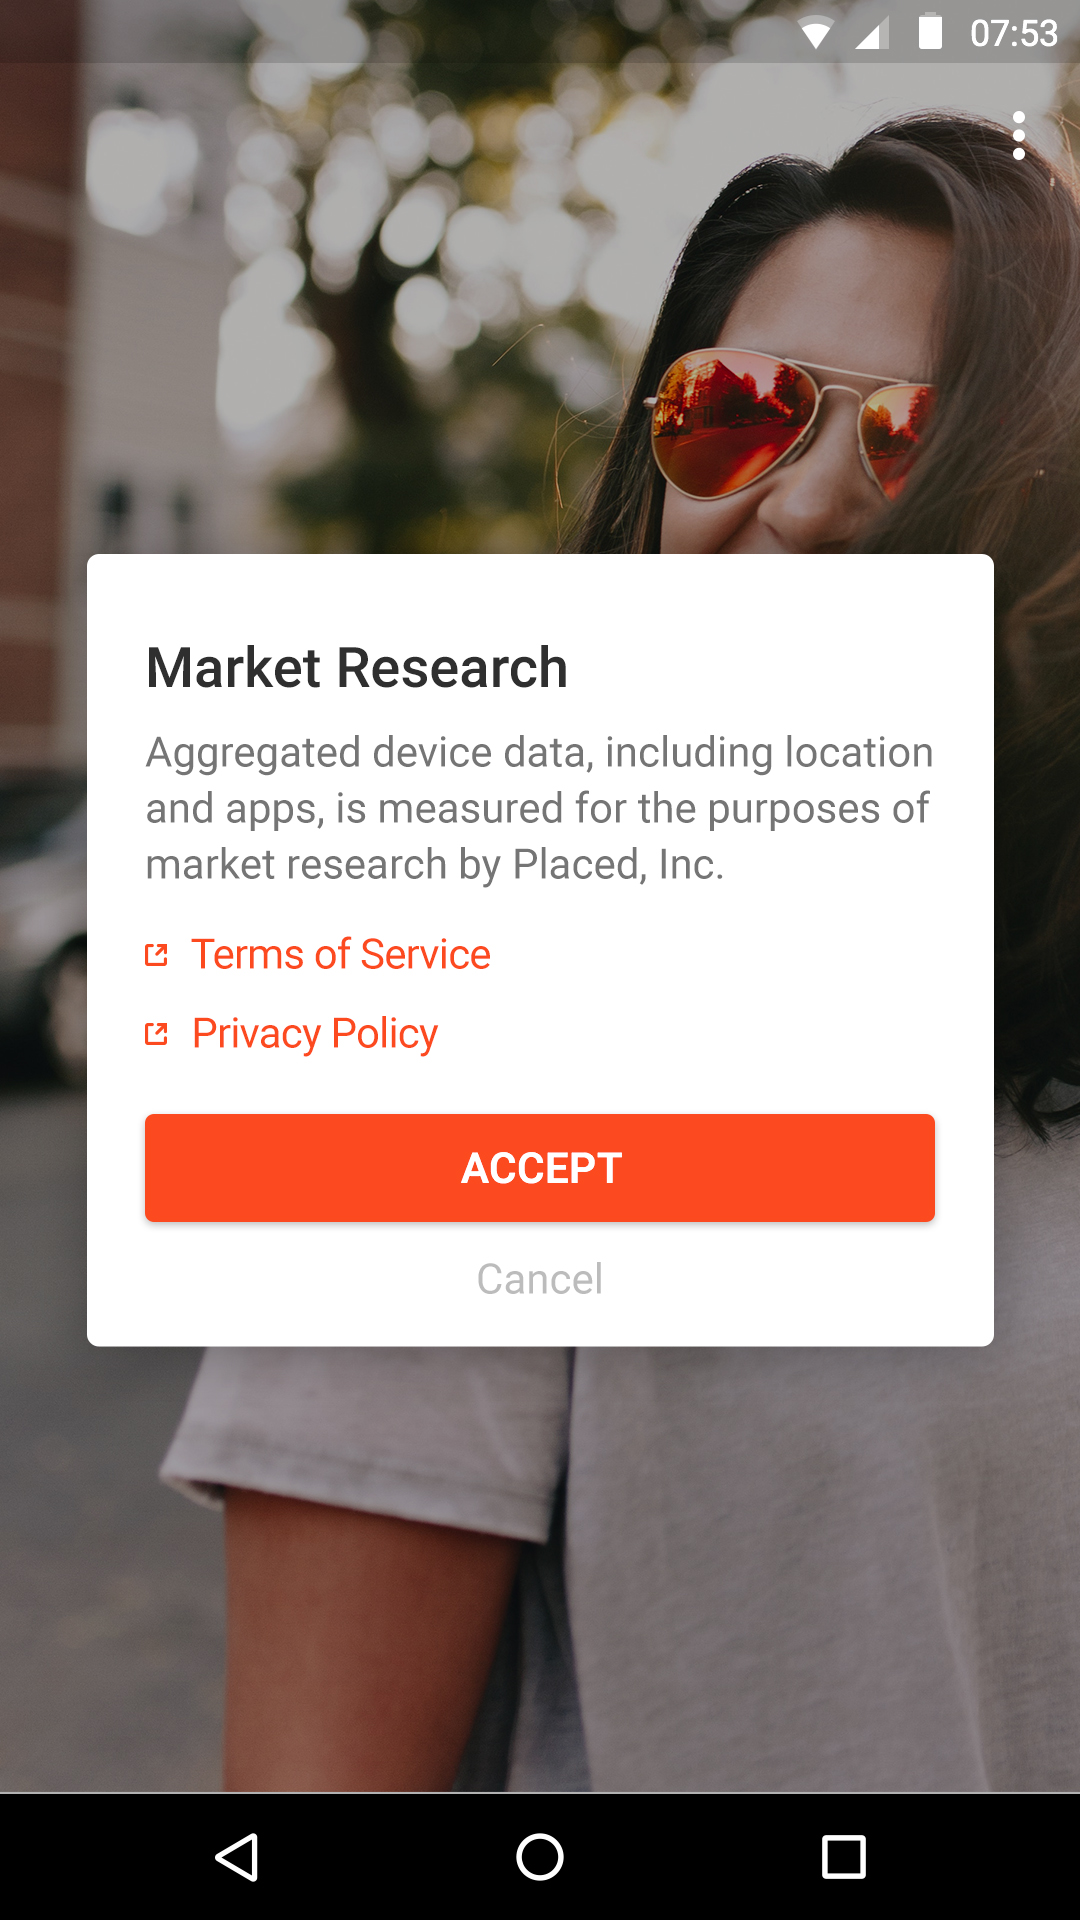 07:53
Market Research
Aggregated device data, including location
and apps, is measured for the purposes of
market research by Placed, Inc.
Terms of Service
Privacy Policy
ACCEPT
Cancel